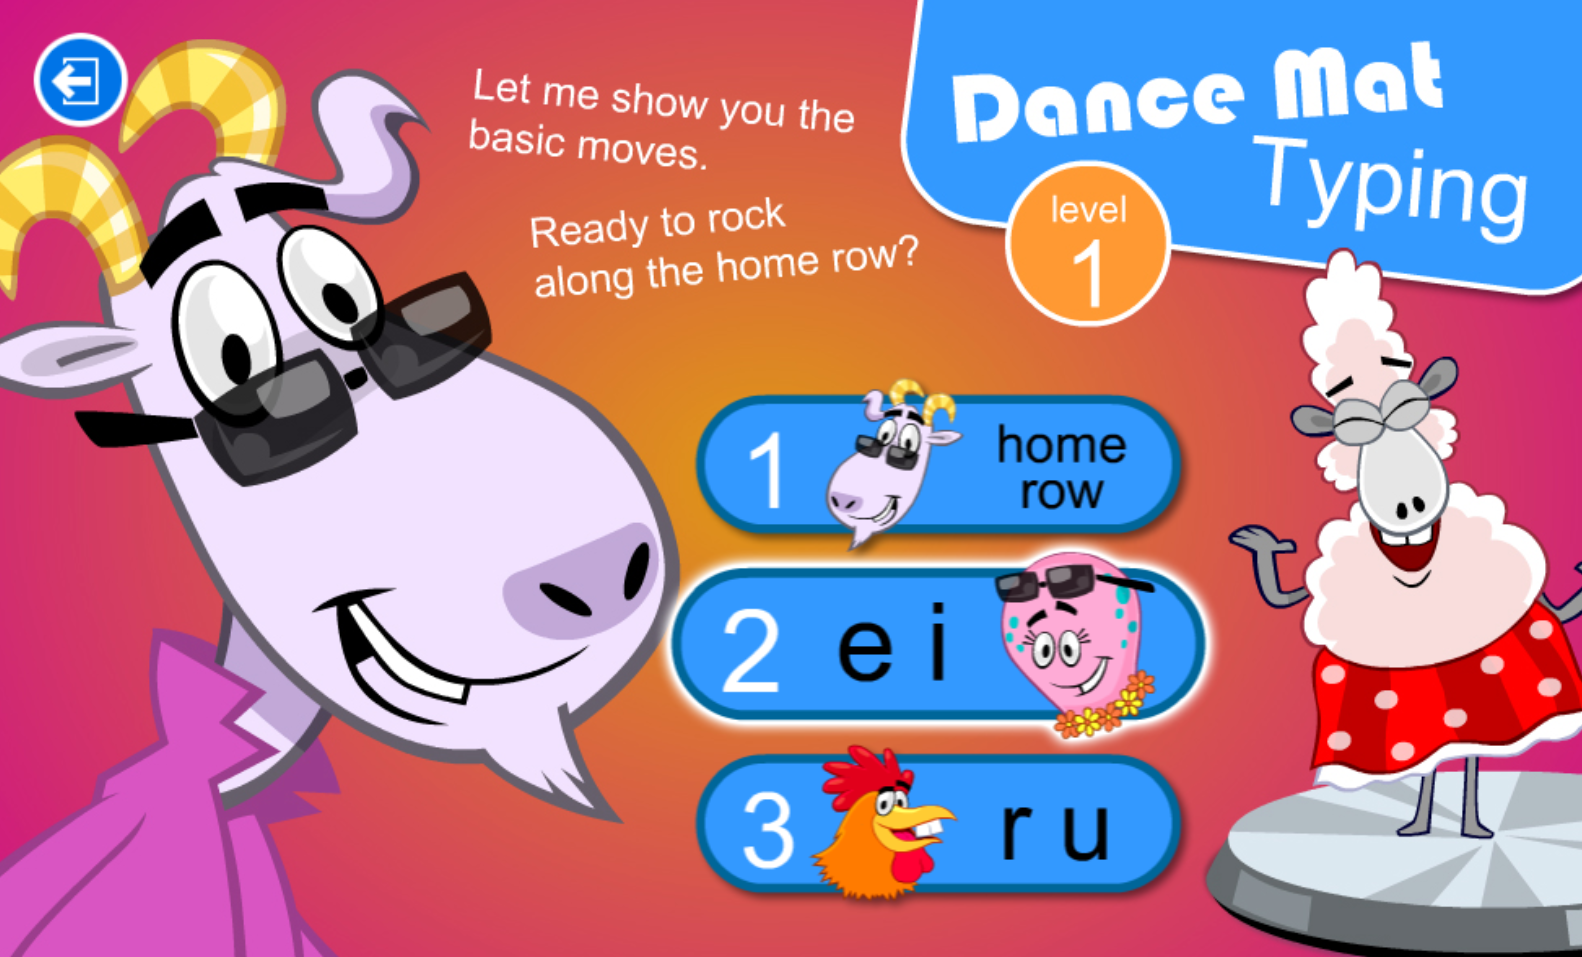 Let me show you the
basic moves.
Ready to rock
along the home row?
Dance Mat
Typing
level
1
1 home
row
2 e i
3 r u